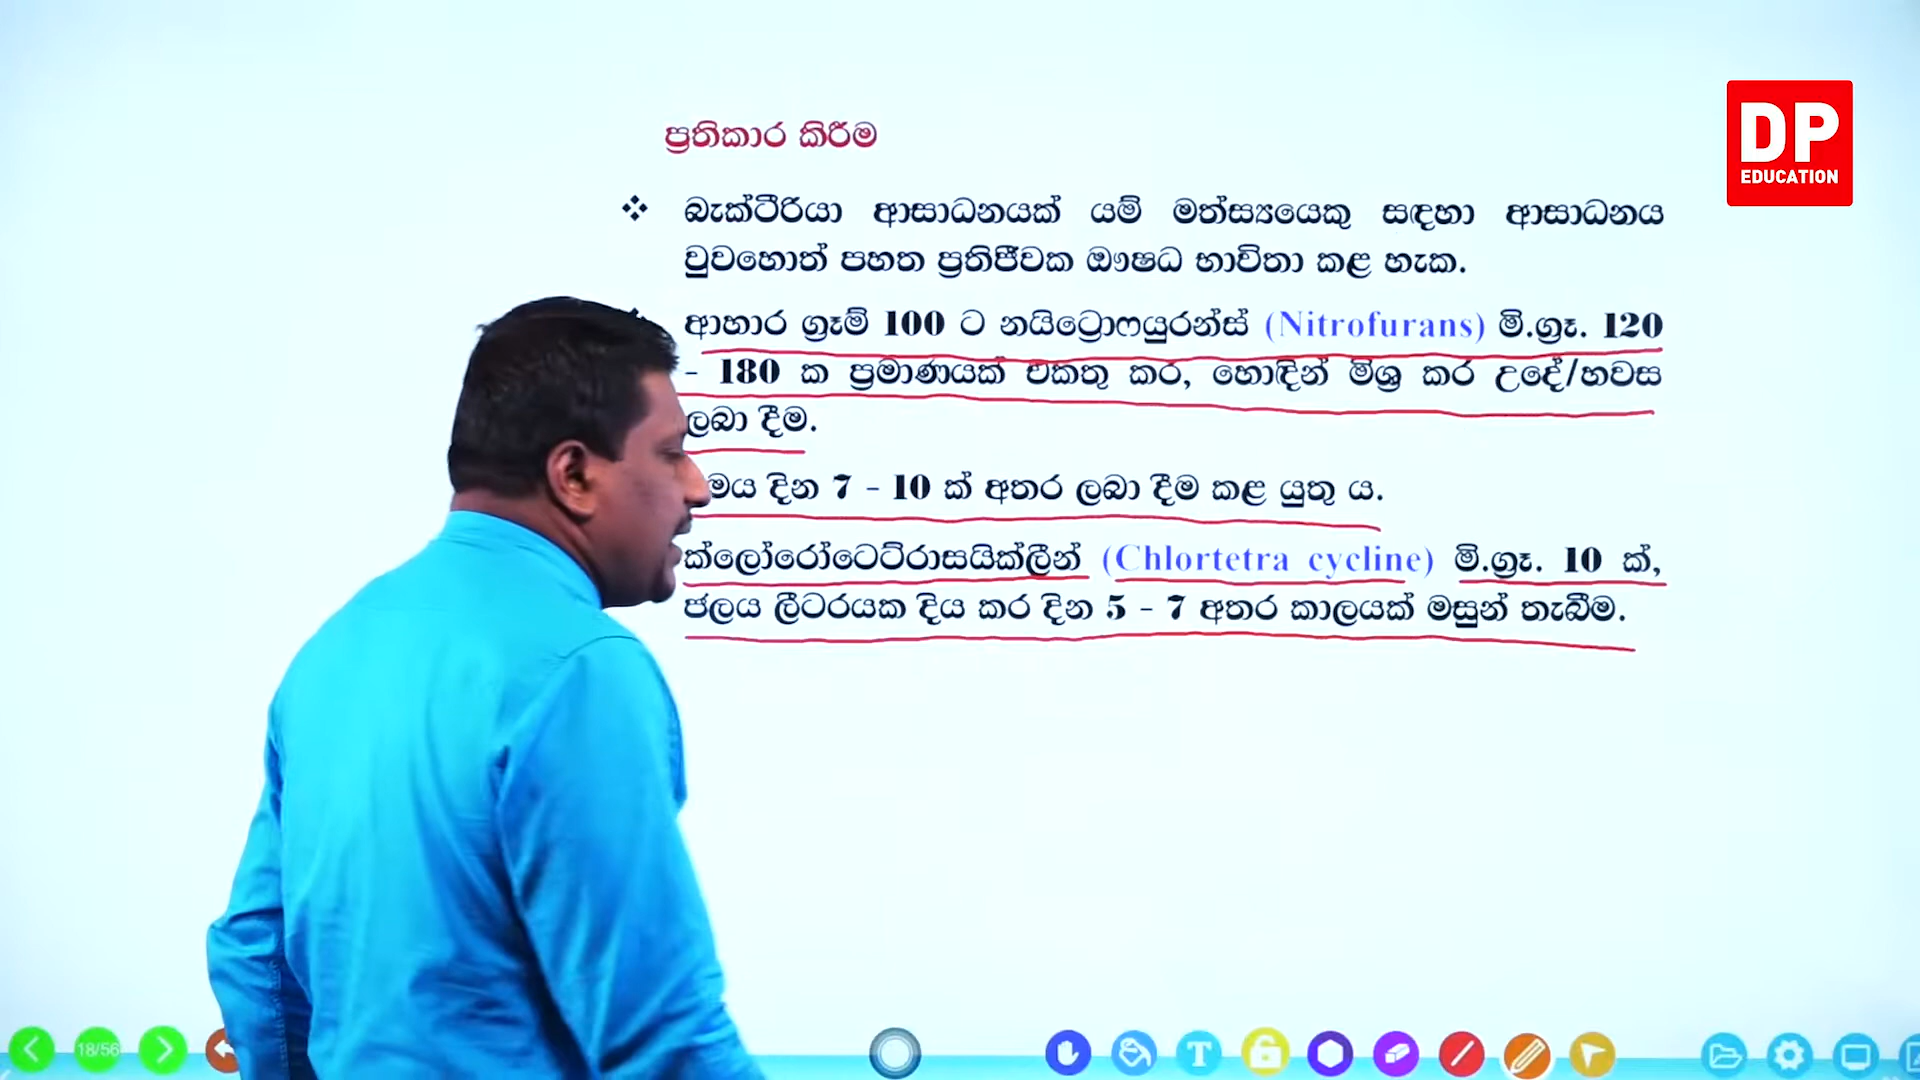 DP
EDUCATION
ප්‍රතිකාර කිරීම
❖ බැක්ටීරියා ආසාධනයක් යම් මත්ස්‍යයෙකු සඳහා ආසාධනය
වුවහොත් පහත ප්‍රතිජීවක ඖෂධ භාවිතා කළ හැක.
ආහාර ග්‍රෑම් 100 ට නයිට්‍රොෆයුරන්ස් (Nitrofurans) මි.ග්‍රෑ. 120
- 180 ක ප්‍රමාණයක් එකතු කර, හොඳින් මිශ්‍ර කර උදේ/හවස
ලබා දීම.
මෙය දින 7 - 10 ක් අතර ලබා දීම කළ යුතු ය.
ක්ලෝරෝටෙට්රාසයික්ලීන් (Chlortetra cycline) මි.ග්‍රෑ. 10 ක්,
ජලය ලීටරයක දිය කර දින 5 - 7 අතර කාලයක් මසුන් තැබීම.
18/56